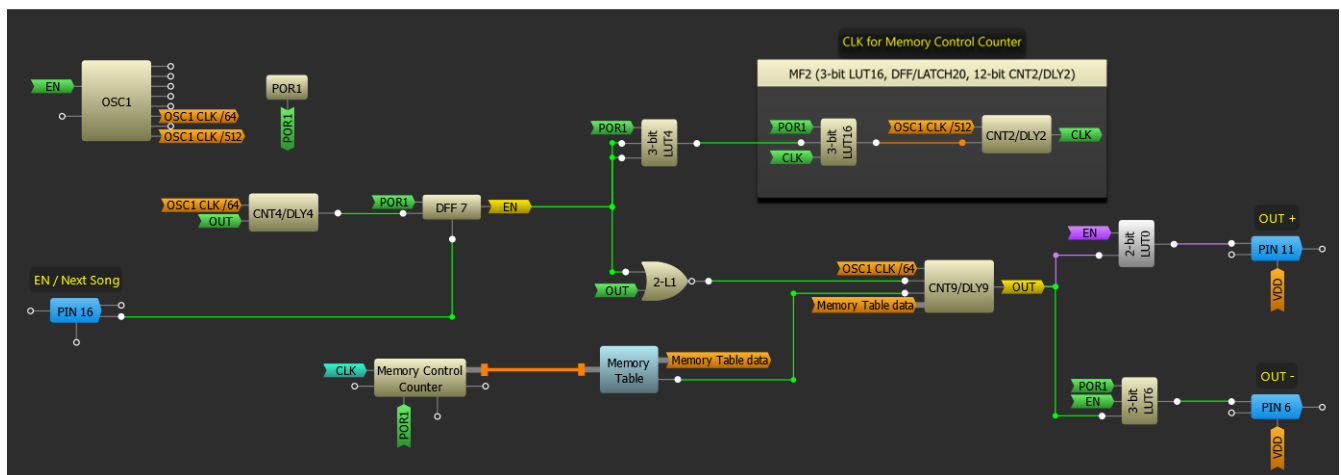 CLK for Memory Control Counter
MF2 (3-bit LUT16, DFF/LATCH20, 12-bit CNT2/DLY2)
EN
OSC1
OSC1 CLK /64
OSC1 CLK /512
POR1
POR1
POR1
3-bit
LUT4
POR1
CLK
3-bit
LUT16
OSC1 CLK /512
CNT2/DLY2
CLK
OSC1 CLK /64
OUT
CNT4/DLY4
POR1
DFF 7
EN
EN / Next Song
PIN 16
OUT
2-L1
OSC1 CLK /64
Memory Table data
CNT9/DLY9
OUT
EN
2-bit
LUT0
OUT +
PIN 11
VDD
CLK
Memory Control
Counter
POR1
Memory
Table
Memory Table data
POR1
EN
3-bit
LUT6
OUT -
PIN 6
VDD